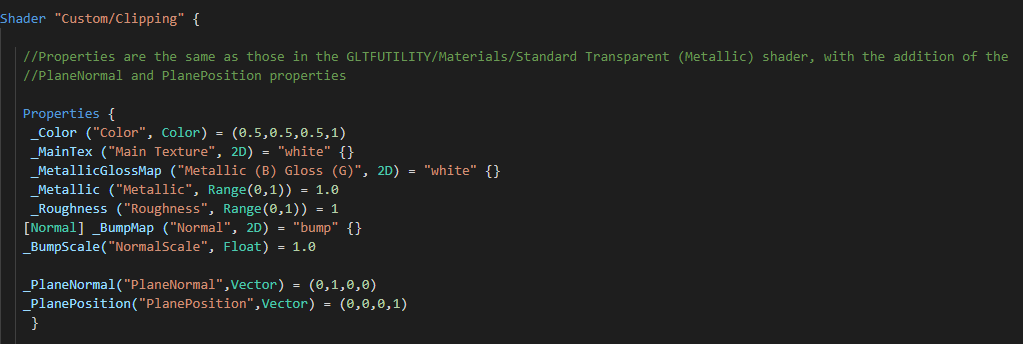 Shader "Custom/Clipping" {
//Properties are the same as those in the GLTFUTILITY/Materials/Standard Transparent (Metallic) shader, with the addition of the
//PlaneNormal and PlanePosition properties
Properties {
_Color ("Color", Color) = (0.5,0.5,0.5,1)
_MainTex ("Main Texture", 2D) = "white" {}
_MetallicGlossMap ("Metallic (B) Gloss (G)", 2D) = "white" {}
_Metallic ("Metallic", Range(0,1)) = 1.0
_Roughness ("Roughness", Range(0,1)) = 1
[Normal] _BumpMap ("Normal", 2D) = "bump" {}
_BumpScale("NormalScale", Float) = 1.0
_PlaneNormal("PlaneNormal",Vector) = (0,1,0,0)
_PlanePosition("PlanePosition",Vector) = (0,0,0,1)
}